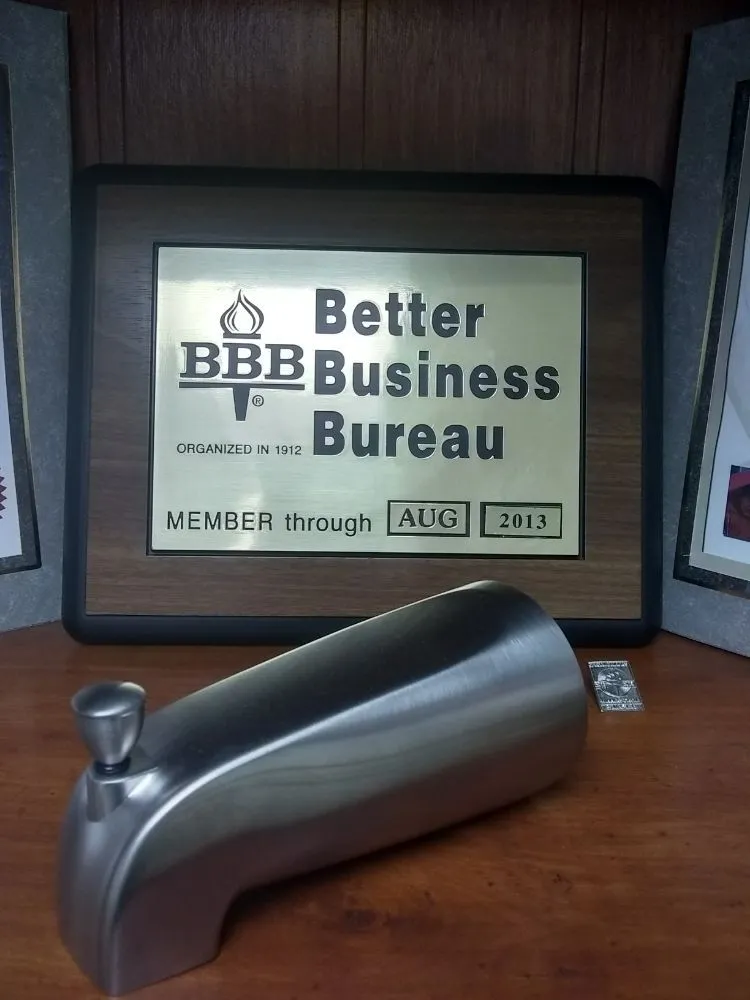 Better
BBB Business
®
ORGANIZED IN 1912 Bureau
MEMBER through AUG 2013